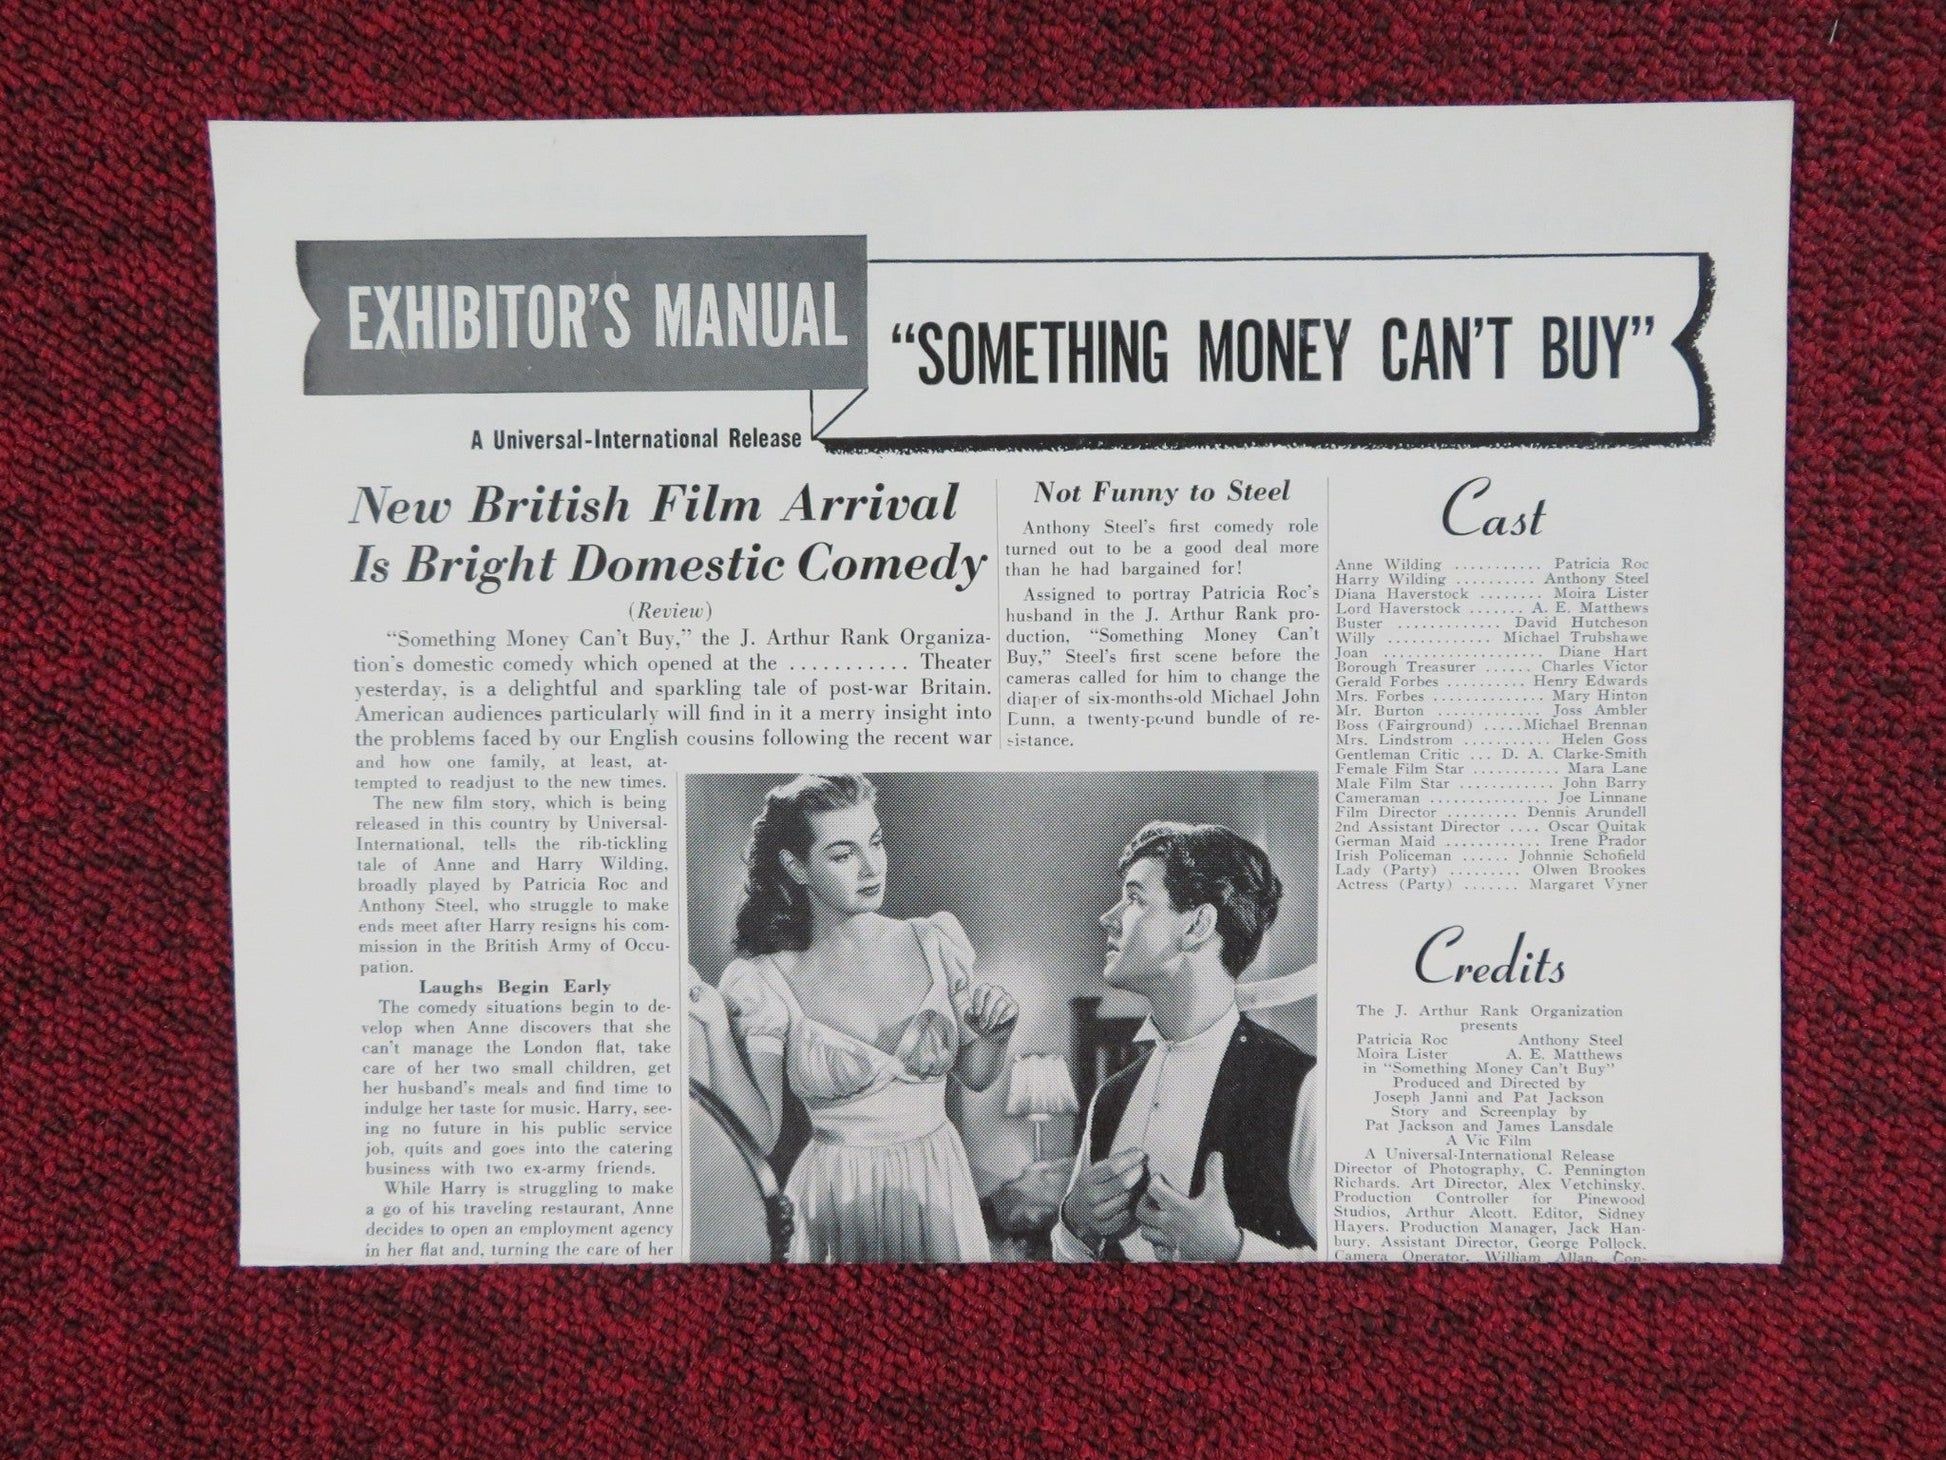 EXHIBITOR'S MANUAL
"SOMETHING MONEY CAN'T BUY"
A Universal-International Release
New British Film Arrival
Is Bright Domestic Comedy
(Review)
"Something Money Can't Buy," the J. Arthur Rank Organiza-
tion's domestic comedy which opened at the ........... Theater
yesterday, is a delightful and sparkling tale of post-war Britain.
American audiences particularly will find in it a merry insight into
the problems faced by our English cousins following the recent war
and how one family, at least, at-
tempted to readjust to the new times.
The new film story, which is being
released in this country by Universal-
International, tells the rib-tickling
tale of Anne and Harry Wilding,
broadly played by Patricia Roc and
Anthony Steel, who struggle to make
ends meet after Harry resigns his com-
mission in the British Army of Occu-
pation.
Laughs Begin Early
The comedy situations begin to de-
velop when Anne discovers that she
can't manage the London flat, take
care of her two small children, get
her husband's meals and find time to
indulge her taste for music. Harry, see-
ing no future in his public service
job, quits and goes into the catering
business with two ex-army friends.
While Harry is struggling to make
a go of his traveling restaurant, Anne
decides to open an employment agency
in her flat and, turning the care of her
Not Funny to Steel
Anthony Steel's first comedy role
turned out to be a good deal more
than he had bargained for!
Assigned to portray Patricia Roc's
husband in the J. Arthur Rank pro-
duction, "Something Money Can't
Buy," Steel's first scene before the
cameras called for him to change the
diaper of six-months-old Michael John
Dunn, a twenty-pound bundle of re-
sistance.
Cast
Anne Wilding ........... Patricia Roc
Harry Wilding .......... Anthony Steel
Diana Haverstock ........ Moira Lister
Lord Haverstock ....... A. E. Matthews
Buster ............. David Hutcheson
Willy ............. Michael Trubshawe
Joan .................... Diane Hart
Borough Treasurer ...... Charles Victor
Gerald Forbes .......... Henry Edwards
Mrs. Forbes .............. Mary Hinton
Mr. Burton ............. Joss Ambler
Boss (Fairground) ..... Michael Brennan
Mrs. Lindstrom ........... Helen Goss
Gentleman Critic ... D. A. Clarke-Smith
Female Film Star ........... Mara Lane
Male Film Star ............ John Barry
Cameraman ............... Joe Linnane
Film Director ......... Dennis Arundell
2nd Assistant Director .... Oscar Quitak
German Maid ............ Irene Prador
Irish Policeman ...... Johnnie Schofield
Lady (Party) ......... Olwen Brookes
Actress (Party) ....... Margaret Vyner
Credits
The J. Arthur Rank Organization
presents
Patricia Roc Anthony Steel
Moira Lister A. E. Matthews
in "Something Money Can't Buy"
Produced and Directed by
Joseph Janni and Pat Jackson
Story and Screenplay by
Pat Jackson and James Lansdale
A Vic Film
A Universal-International Release
Director of Photography, C. Pennington
Richards. Art Director, Alex Vetchinsky.
Production Controller for Pinewood
Studios, Arthur Alcott. Editor, Sidney
Hayers. Production Manager, Jack Han-
bury. Assistant Director, George Pollock.
Camera Operator, William Allan. Con-